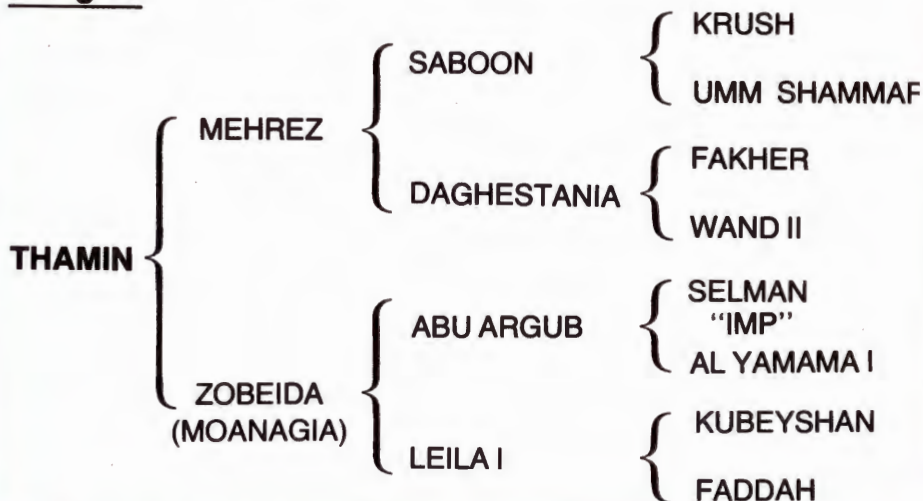 KRUSH
SABOON
UMM SHAMMAR
MEHREZ
FAKHER
DAGHESTANIA
WAND II
THAMIN
SELMAN
"IMP"
ABU ARGUB
AL YAMAMA I
ZOBEIDA
(MOANAGIA)
KUBEYSHAN
LEILA I
FADDAH